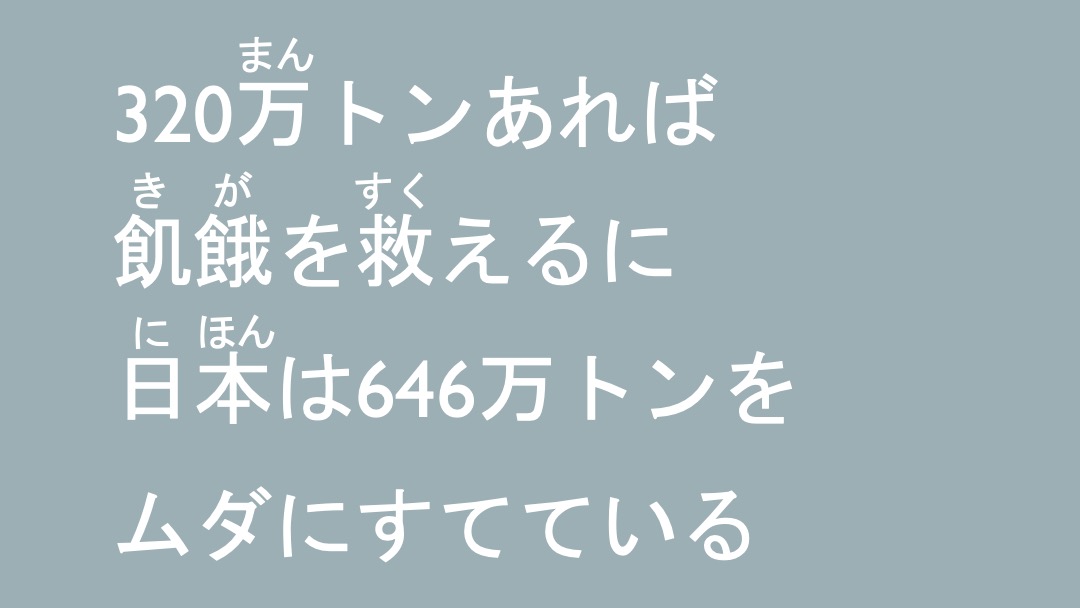 まん
320万トンあれば
きが すく
飢餓を救えるに
に ほん
日本は646万トンを
ムダにすてている